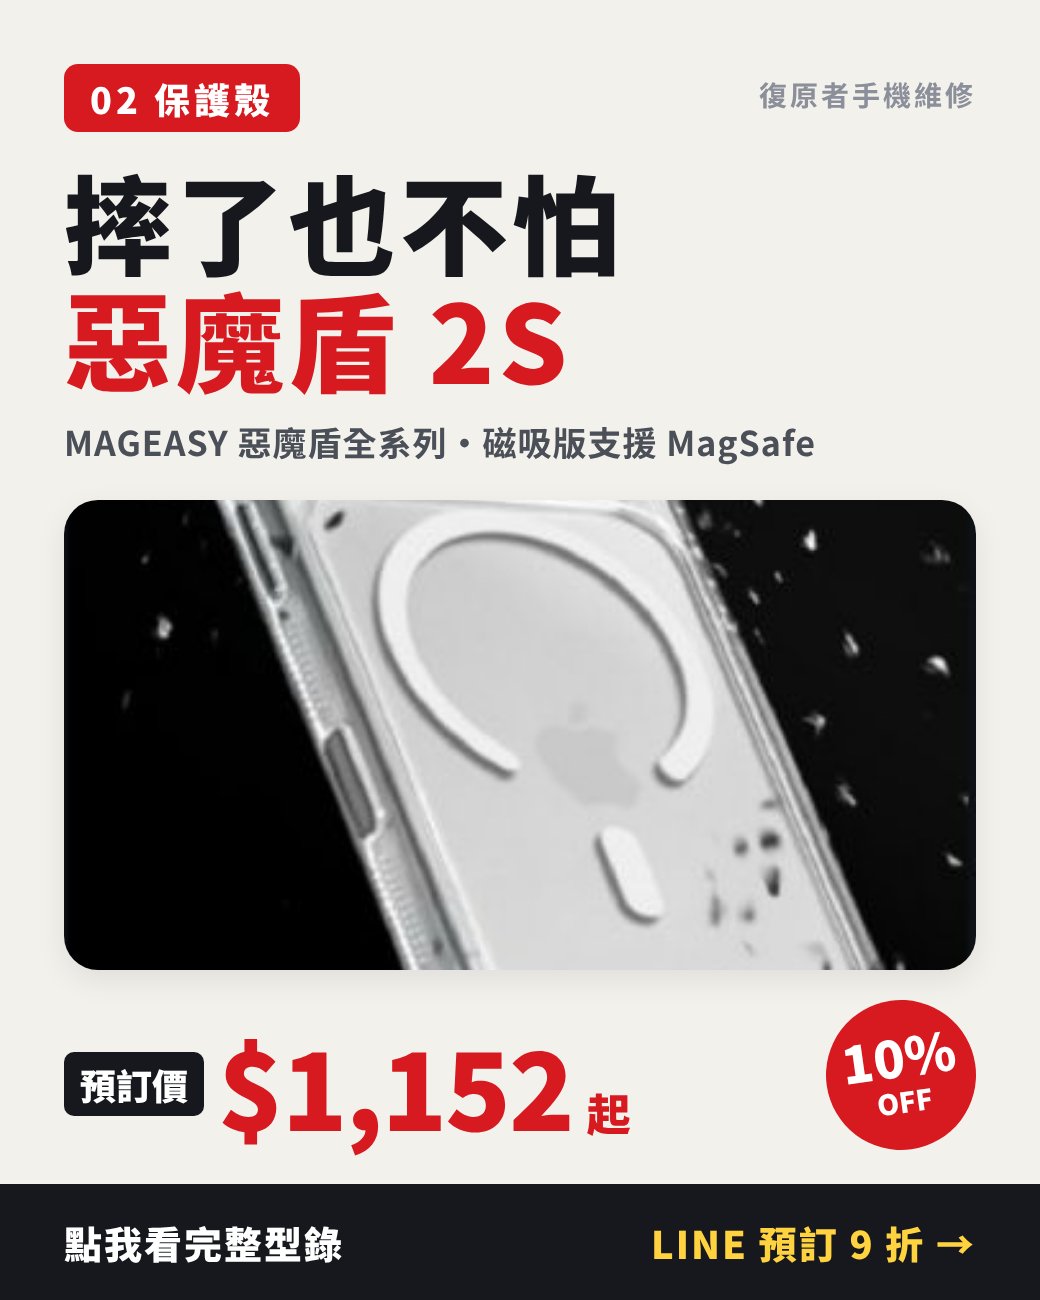 02 保護殼
復原者手機維修
摔了也不怕
惡魔盾 2S
MAGEASY 惡魔盾全系列・磁吸版支援 MagSafe
預訂價 $1,152 起
10%
OFF
點我看完整型錄
LINE 預訂 9 折 →